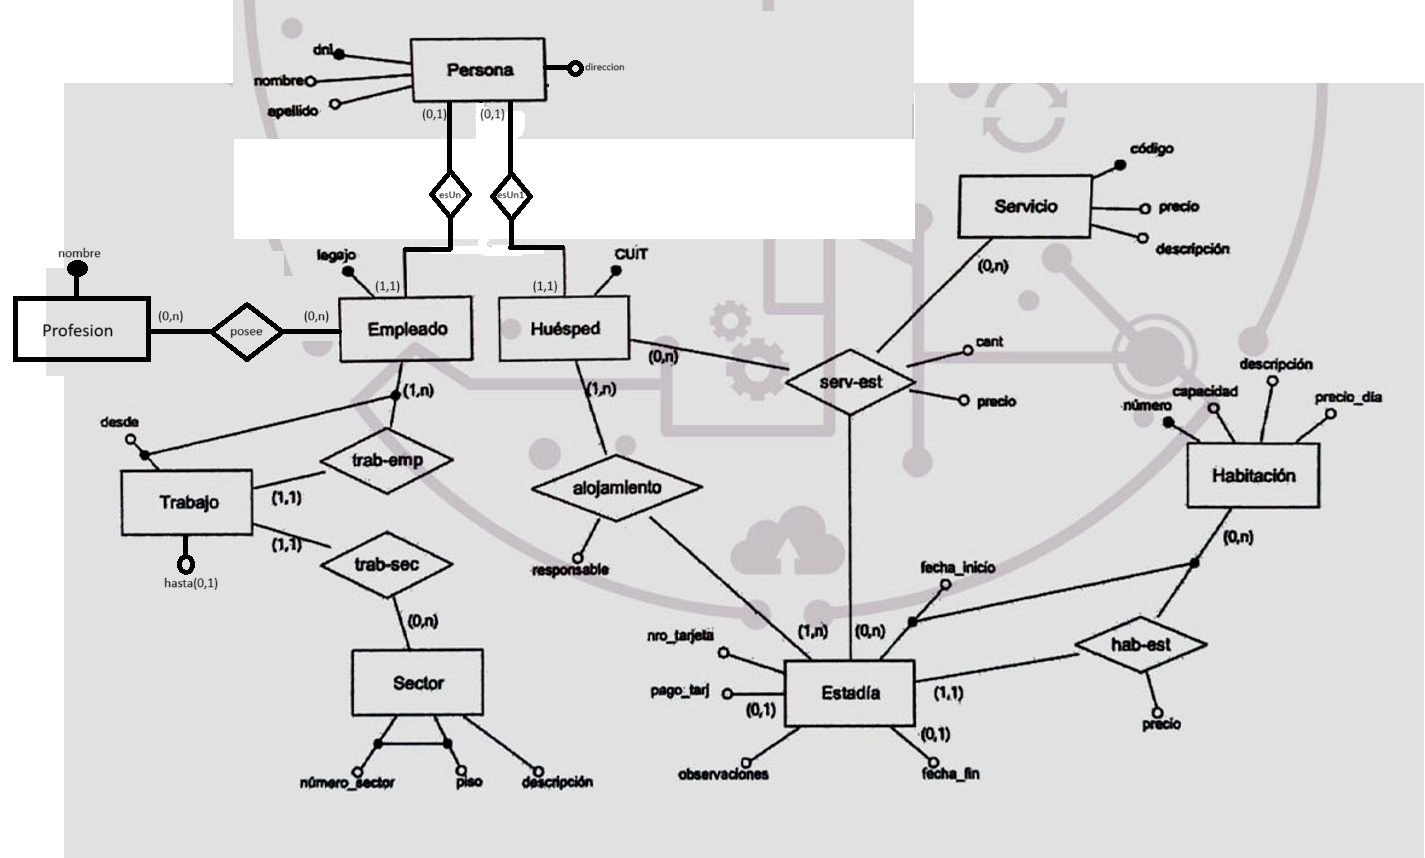 dni
nombre
apellido
Persona
direccion
(0,1)
(0,1)
esUn
esUn1
código
Servicio
precio
descripción
(0,n)
nombre
legajo
CUIT
(1,1)
(1,1)
Profesion
(0,n)
posee
(0,n)
Empleado
Huésped
(0,n)
serv-est
cant
precio
(1,n)
(1,n)
descripción
capacidad
precio_día
número
Habitación
(0,n)
desde
trab-emp
Trabajo
(1,1)
(1,1)
alojamiento
responsable
hasta(0,1)
trab-sec
(0,n)
fecha_inicio
nro_tarjeta
(1,n)
(0,n)
hab-est
Sector
pago_tarj
(0,1)
Estadía
(1,1)
precio
(0,1)
número_sector
piso
descripción
observaciones
fecha_fin